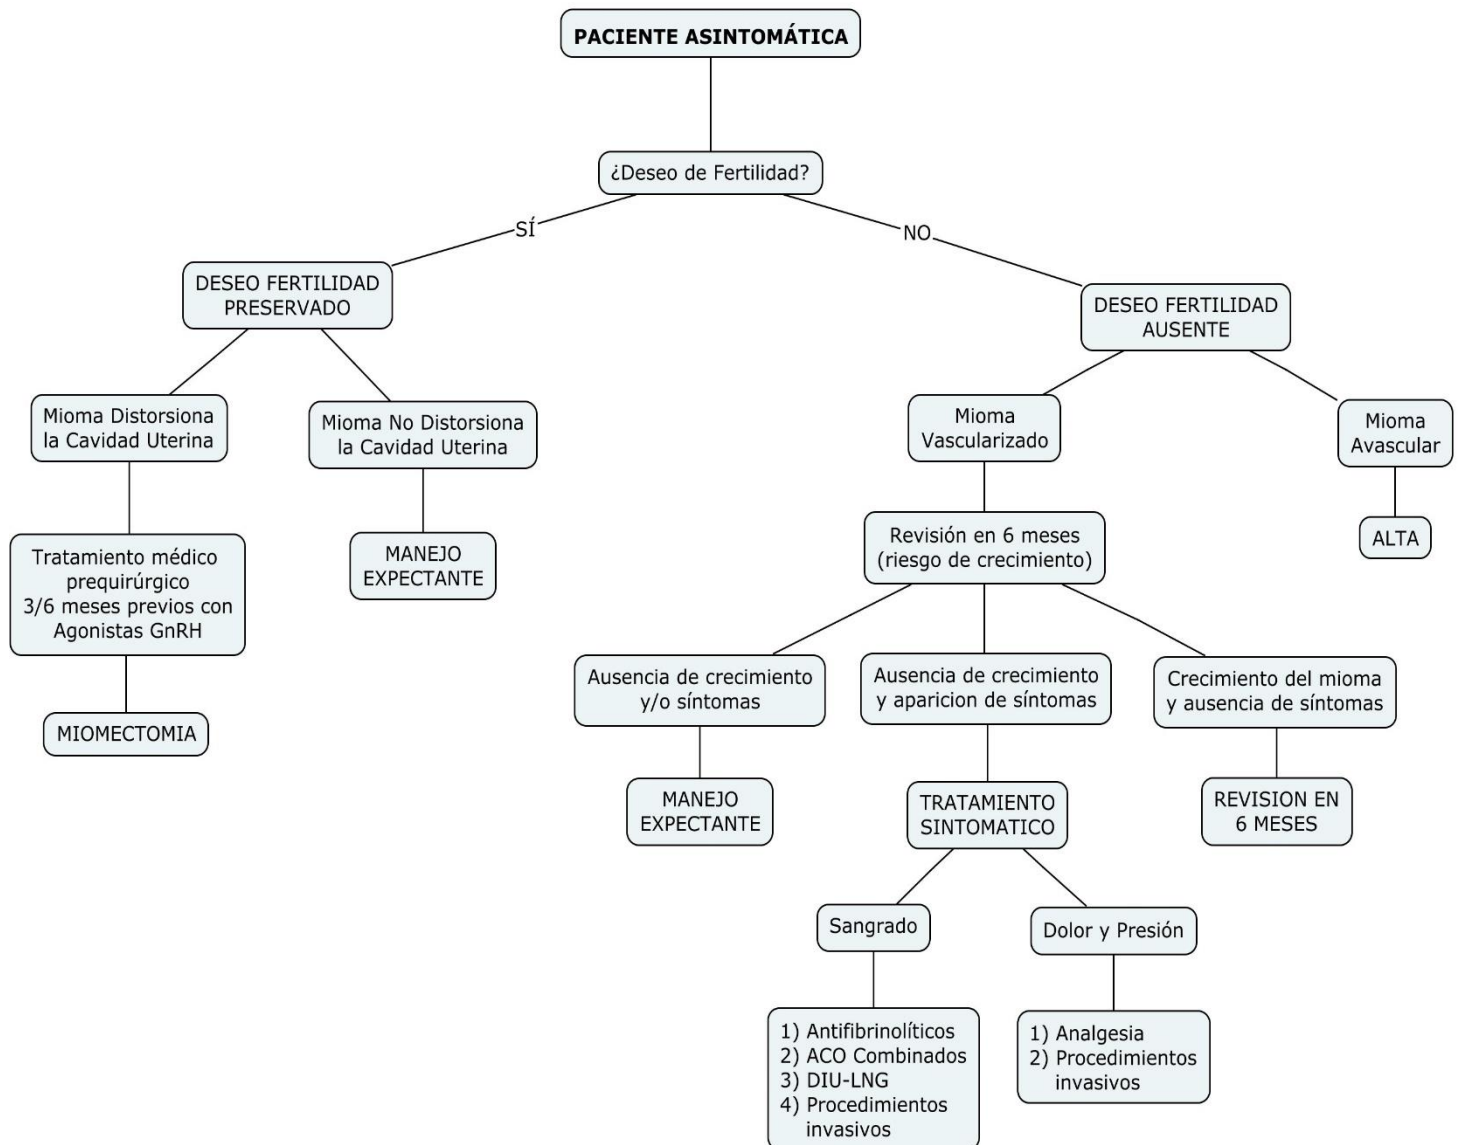 PACIENTE ASINTOMÁTICA
¿Deseo de Fertilidad?
SÍ
NO
DESEO FERTILIDAD
PRESERVADO
DESEO FERTILIDAD
AUSENTE
Mioma Distorsiona
la Cavidad Uterina
Mioma No Distorsiona
la Cavidad Uterina
Mioma
Vascularizado
Mioma
Avascular
Tratamiento médico
prequirúrgico
3/6 meses previos con
Agonistas GnRH
MANEJO
EXPECTANTE
Revisión en 6 meses
(riesgo de crecimiento)
ALTA
MIOMECTOMIA
Ausencia de crecimiento
y/o síntomas
Ausencia de crecimiento
y aparicion de síntomas
Crecimiento del mioma
y ausencia de síntomas
MANEJO
EXPECTANTE
TRATAMIENTO
SINTOMATICO
REVISION EN
6 MESES
Sangrado
Dolor y Presión
1) Antifibrinolíticos
2) ACO Combinados
3) DIU-LNG
4) Procedimientos
invasivos
1) Analgesia
2) Procedimientos
invasivos